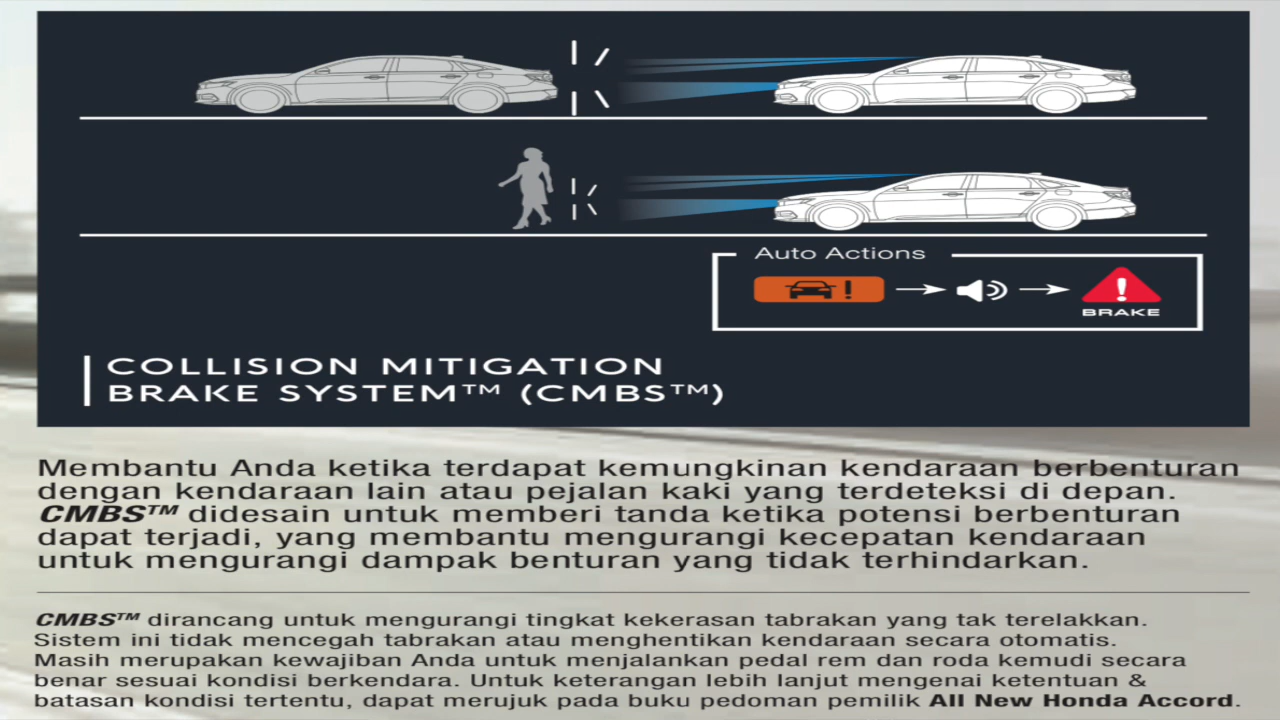 Auto Actions
BRAKE
COLLISION MITIGATION
BRAKE SYSTEM™ (CMBS™)
Membantu Anda ketika terdapat kemungkinan kendaraan berbenturan
dengan kendaraan lain atau pejalan kaki yang terdeteksi di depan.
CMBS™ didesain untuk memberi tanda ketika potensi berbenturan
dapat terjadi, yang membantu mengurangi kecepatan kendaraan
untuk mengurangi dampak benturan yang tidak terhindarkan.
CMBS™ dirancang untuk mengurangi tingkat kekerasan tabrakan yang tak terelakkan.
Sistem ini tidak mencegah tabrakan atau menghentikan kendaraan secara otomatis.
Masih merupakan kewajiban Anda untuk menjalankan pedal rem dan roda kemudi secara
benar sesuai kondisi berkendara. Untuk keterangan lebih lanjut mengenai ketentuan &
batasan kondisi tertentu, dapat merujuk pada buku pedoman pemilik All New Honda Accord.